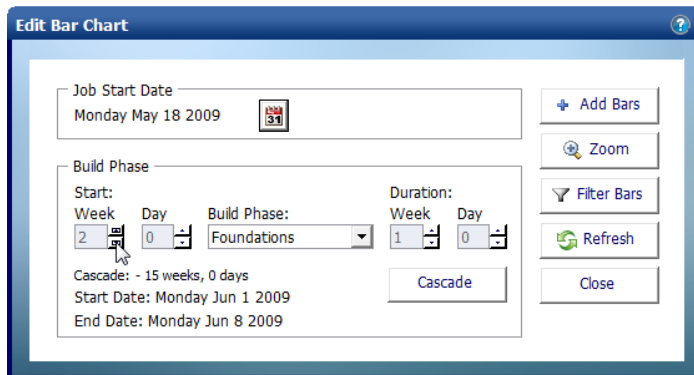 Edit Bar Chart
?
Job Start Date
Monday May 18 2009
31
Add Bars
Zoom
Build Phase
Filter Bars
Start:
Duration:
Week Day Build Phase: Week Day
2 0 Foundations 1 0
Refresh
Cascade: - 15 weeks, 0 days
Cascade
Close
Start Date: Monday Jun 1 2009
End Date: Monday Jun 8 2009